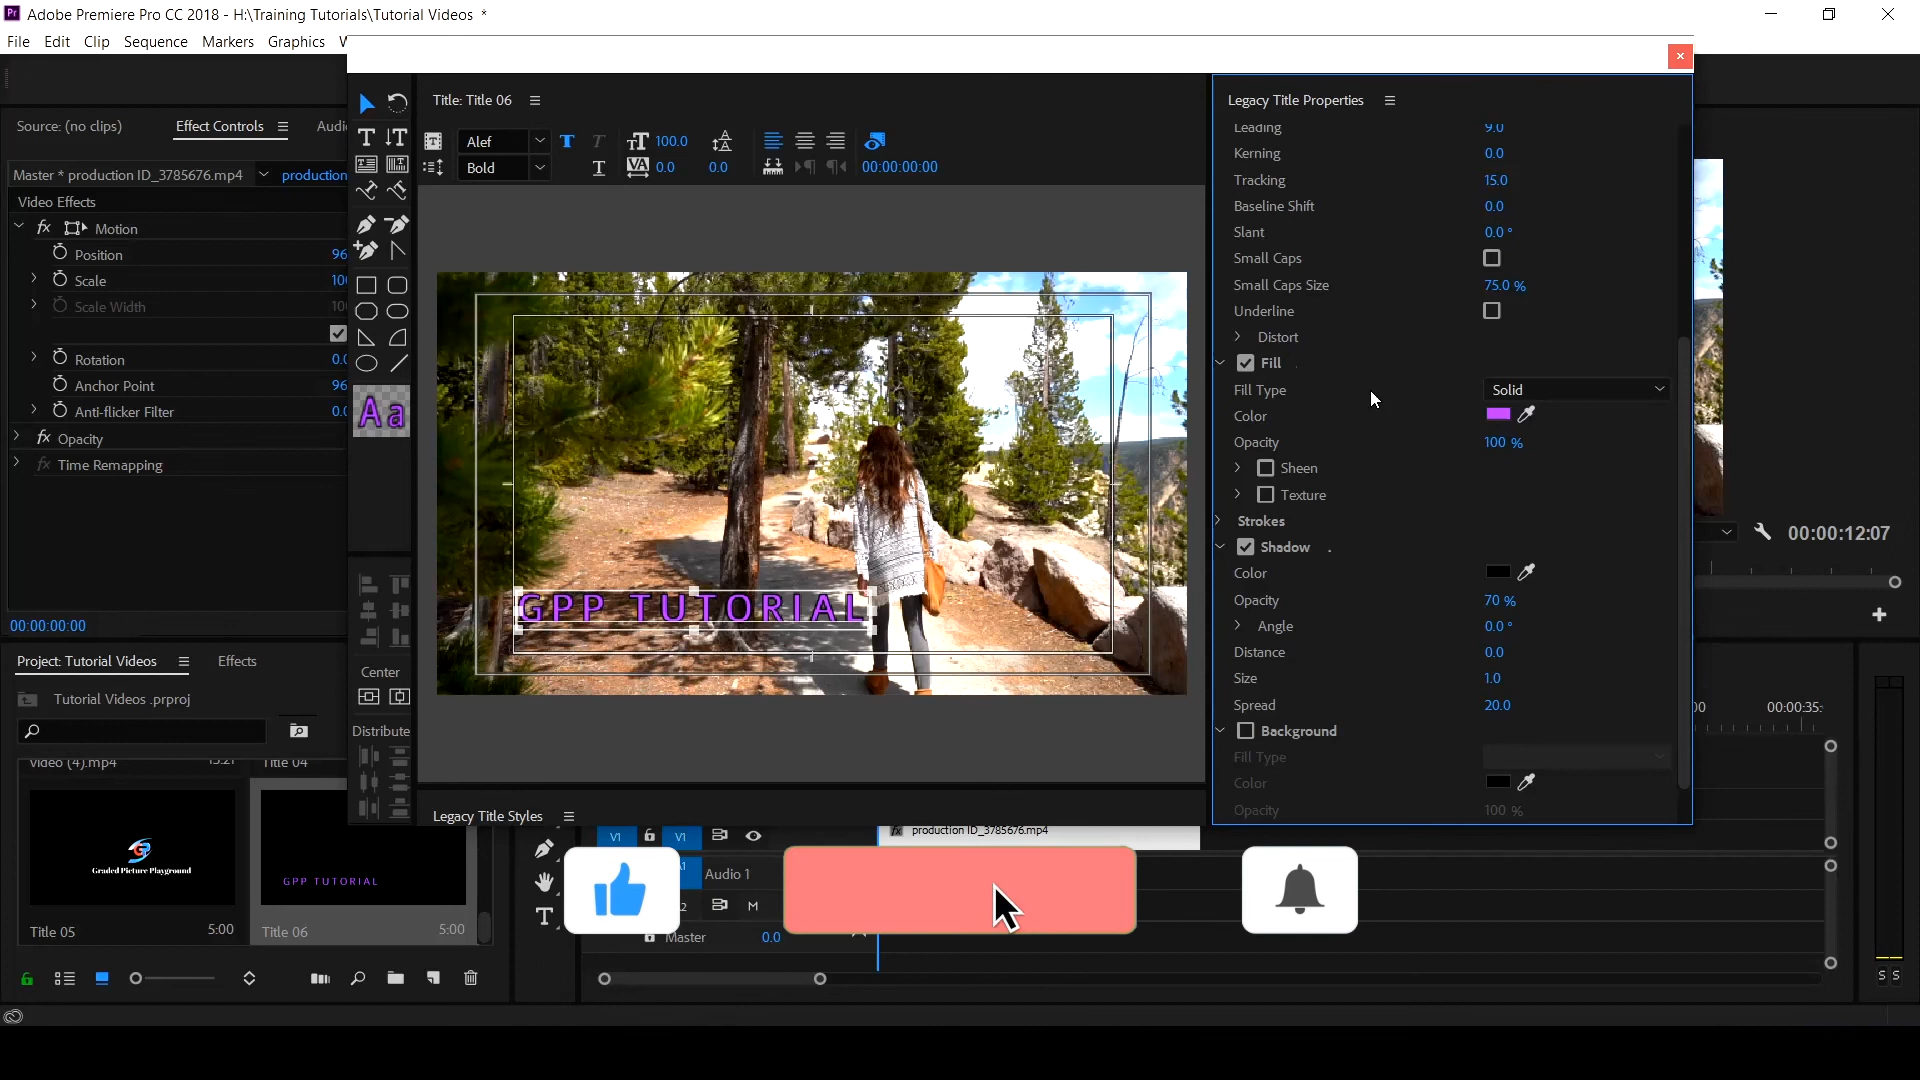 Adobe Premiere Pro CC 2018 - H:\Training Tutorials\Tutorial Videos *
File Edit Clip Sequence Markers Graphics
Source: (no clips) Effect Controls
Master * production ID_3785676.mp4 production
Video Effects
fx Motion
Position 96
Scale 100
Scale Width 100
Rotation 0.0
Anchor Point 96
Anti-flicker Filter 0.0
fx Opacity
fx Time Remapping
00:00:00:00
Project: Tutorial Videos Effects
Tutorial Videos .prproj
Video (4).mp4 15:21 Title 04
Graded Picture Playground
GPP TUTORIAL
Title 05 5:00 Title 06 5:00
Title: Title 06
Alef 100.0
Bold 0.0 0.0 00:00:00:00
Aa
Center
Distribute
GPP TUTORIAL
Legacy Title Styles
Legacy Title Properties
Leading 9.0
Kerning 0.0
Tracking 15.0
Baseline Shift 0.0
Slant 0.0 °
Small Caps
Small Caps Size 75.0 %
Underline
Distort
Fill
Fill Type Solid
Color
Opacity 100 %
Sheen
Texture
Strokes
Shadow
Color
Opacity 70 %
Angle 0.0 °
Distance 0.0
Size 1.0
Spread 20.0
Background
Fill Type
Color
Opacity 100 %
00:00:12:07
00 00:00:35:
V1 V1 fx production ID_3785676.mp4
Audio 1
M
Master 0.0
S S